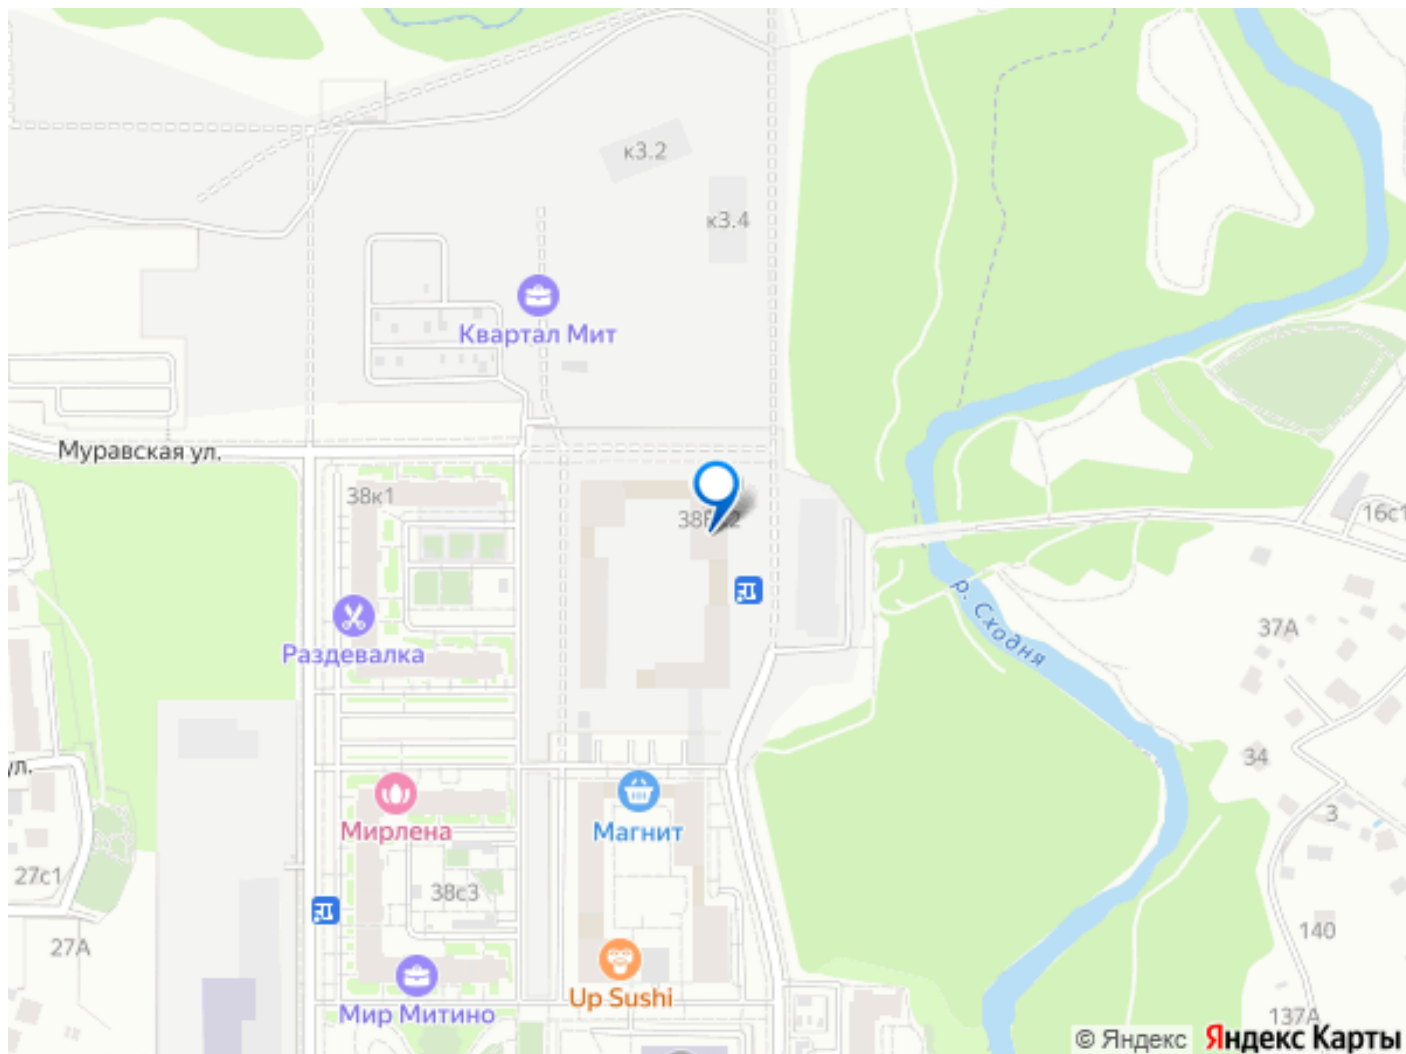 к3.2
к3.4
Квартал Мит
Муравская ул.
38к1
16с1
р. Сходня
37А
Раздевалка
34
ул.
3
Мирлена
Магнит
27с1
38с3
140
27А
Up Sushi
Мир Митино
137А
© Яндекс Яндекс Карты